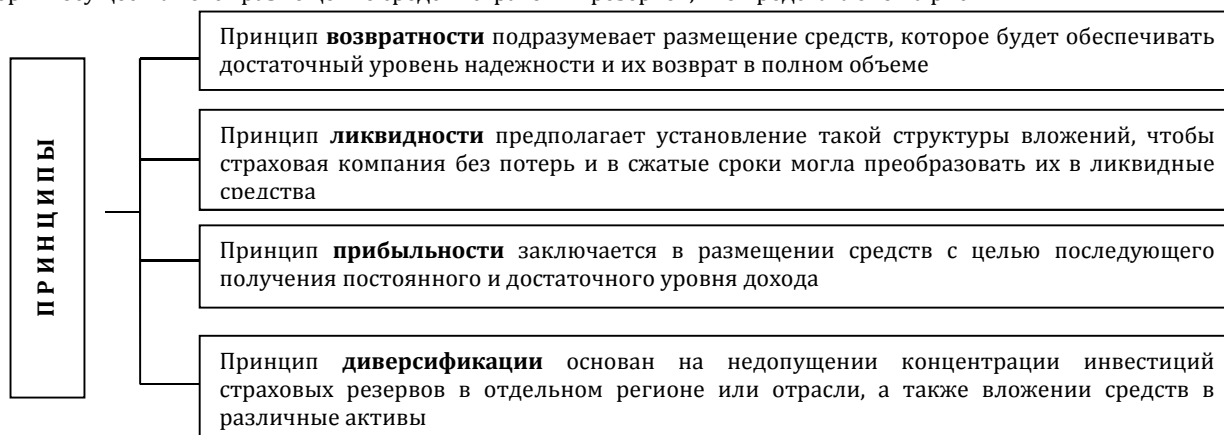 Принцип возвратности подразумевает размещение средств, которое будет обеспечивать
достаточный уровень надежности и их возврат в полном объеме
ПРИНЦИПЫ
Принцип ликвидности предполагает установление такой структуры вложений, чтобы
страховая компания без потерь и в сжатые сроки могла преобразовать их в ликвидные
средства
Принцип прибыльности заключается в размещении средств с целью последующего
получения постоянного и достаточного уровня дохода
Принцип диверсификации основан на недопущении концентрации инвестиций
страховых резервов в отдельном регионе или отрасли, а также вложении средств в
различные активы